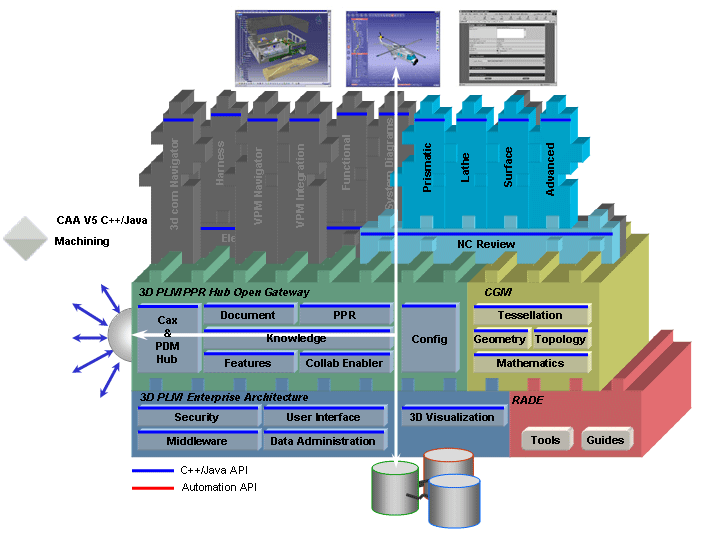 3d com Navigator
Harness
VPM Navigator
VPM Integration
Functional
System Diagrams
Prismatic
Lathe
Surface
Advanced
Ele
NC Review
CAA V5 C++/Java
Machining
3D PLM PPR Hub Open Gateway
CGM
Cax
&
PDM
Hub
Document
PPR
Knowledge
Features
Collab Enabler
Config
Tessellation
Geometry
Topology
Mathematics
3D PLM Enterprise Architecture
RADE
Security
User Interface
3D Visualization
Middleware
Data Administration
Tools
Guides
C++/Java API
Automation API